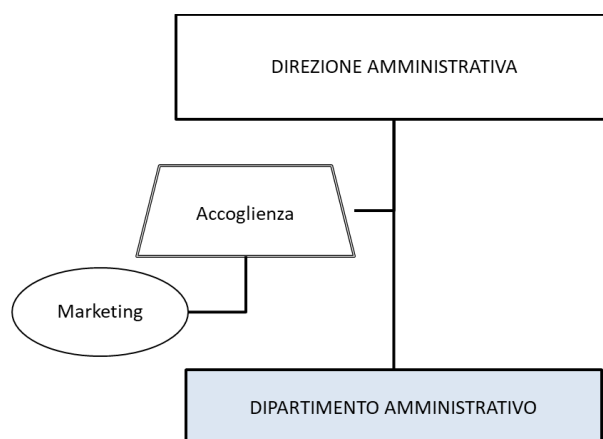 DIREZIONE AMMINISTRATIVA
Accoglienza
Marketing
DIPARTIMENTO AMMINISTRATIVO